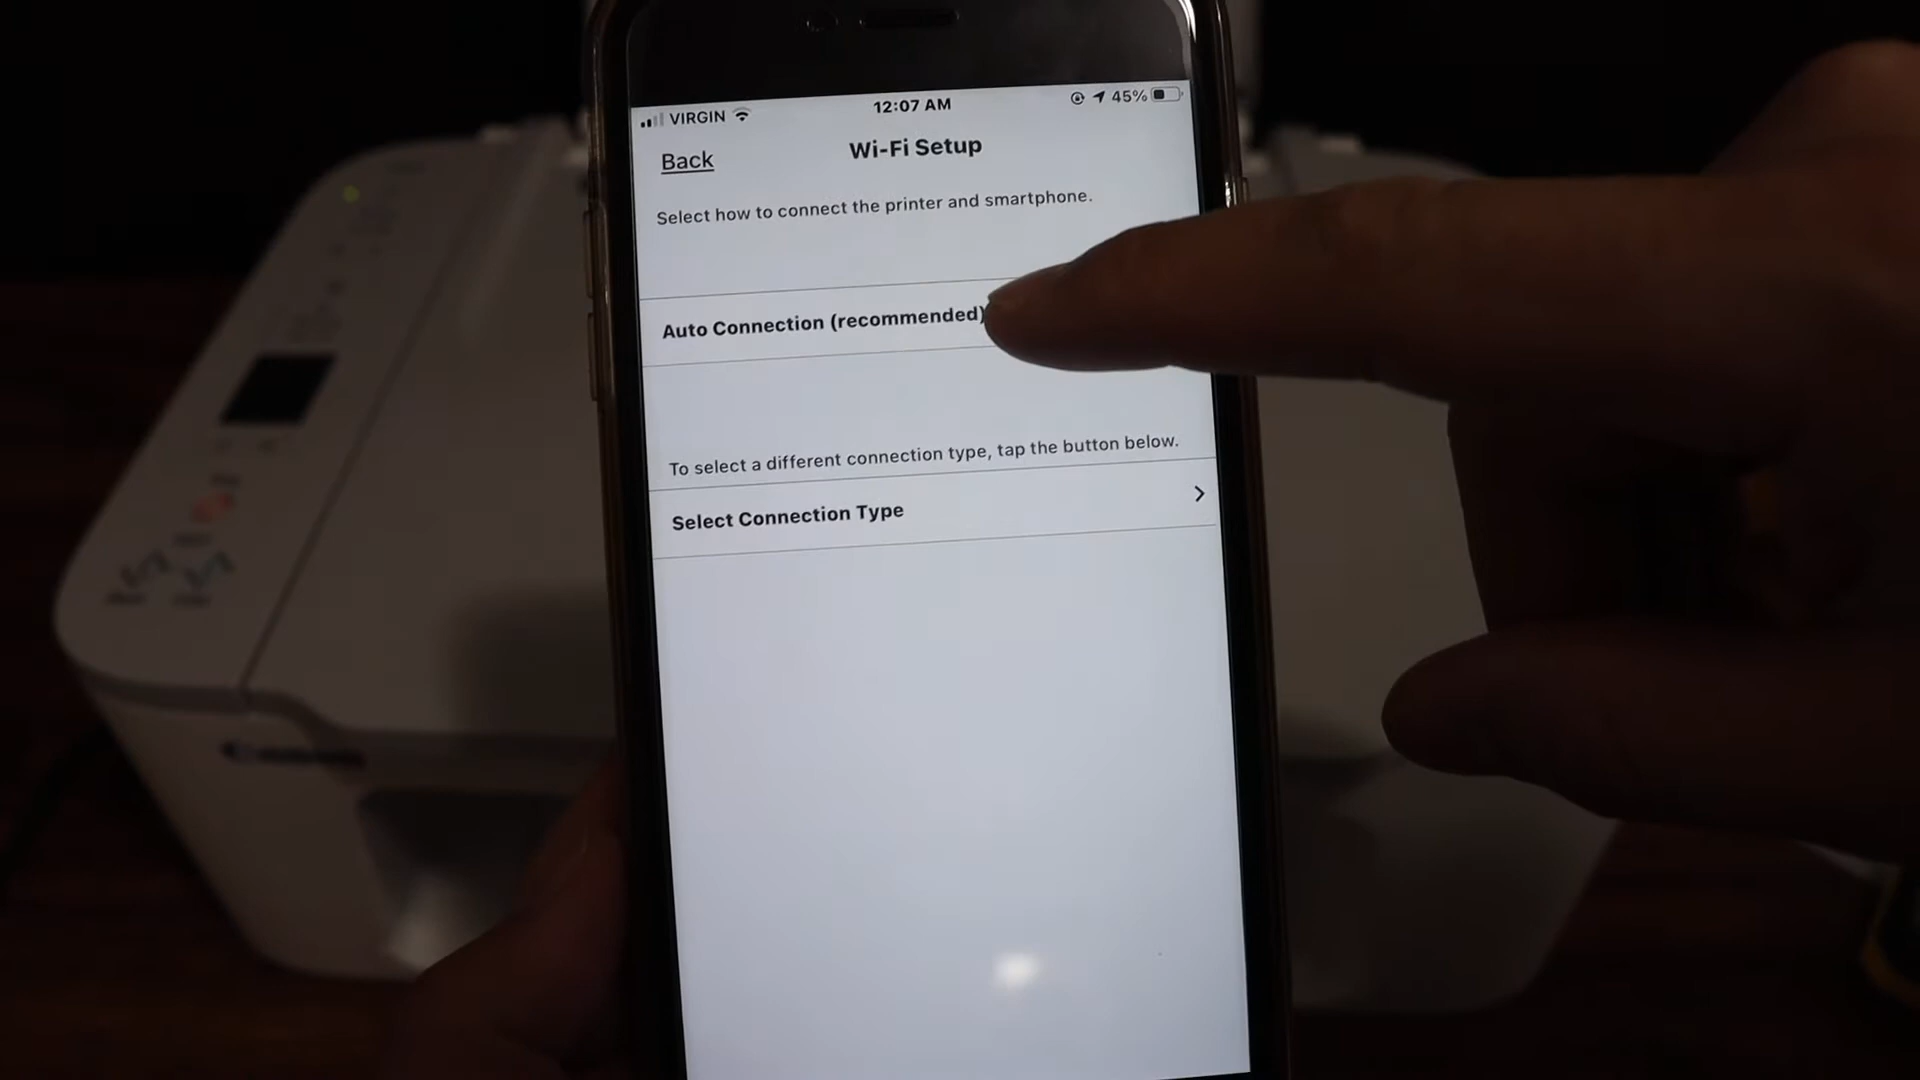 VIRGIN 12:07 AM 45%
Back Wi-Fi Setup
Select how to connect the printer and smartphone.
Auto Connection (recommended)
To select a different connection type, tap the button below.
Select Connection Type
Canon